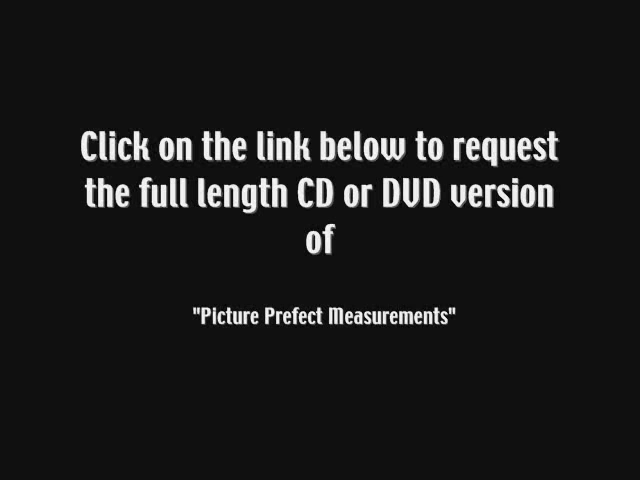 Click on the link below to request
the full length CD or DVD version
of
"Picture Prefect Measurements"